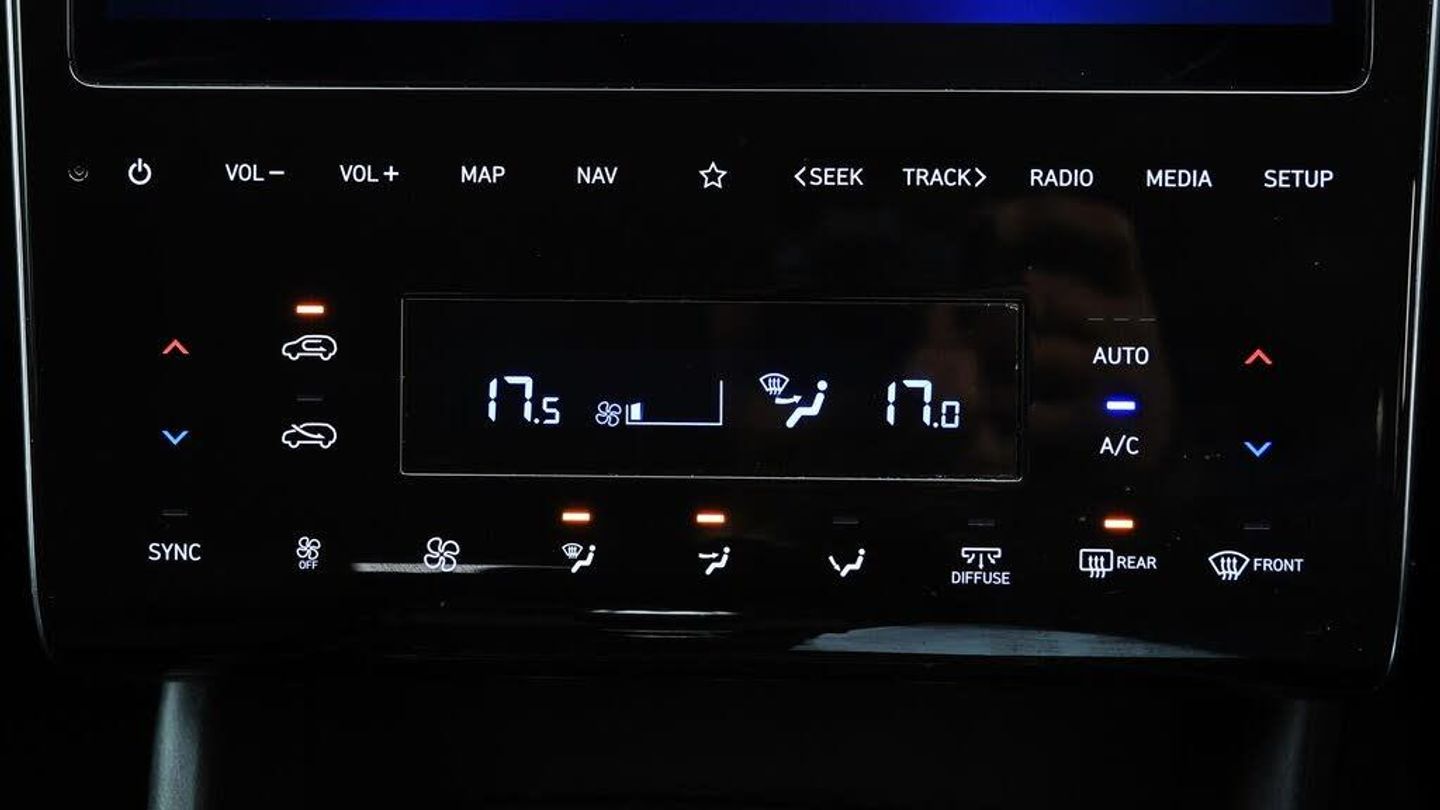 VOL− VOL+ MAP NAV <SEEK TRACK> RADIO MEDIA SETUP
AUTO
17.5 17.0
A/C
SYNC OFF DIFFUSE REAR FRONT